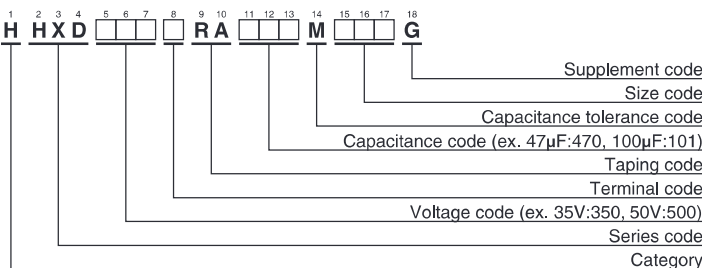 1 2 3 4 5 6 7 8 9 10 11 12 13 14 15 16 17 18
H HXD RA M G
Supplement code
Size code
Capacitance tolerance code
Capacitance code (ex. 47µF:470, 100µF:101)
Taping code
Terminal code
Voltage code (ex. 35V:350, 50V:500)
Series code
Category